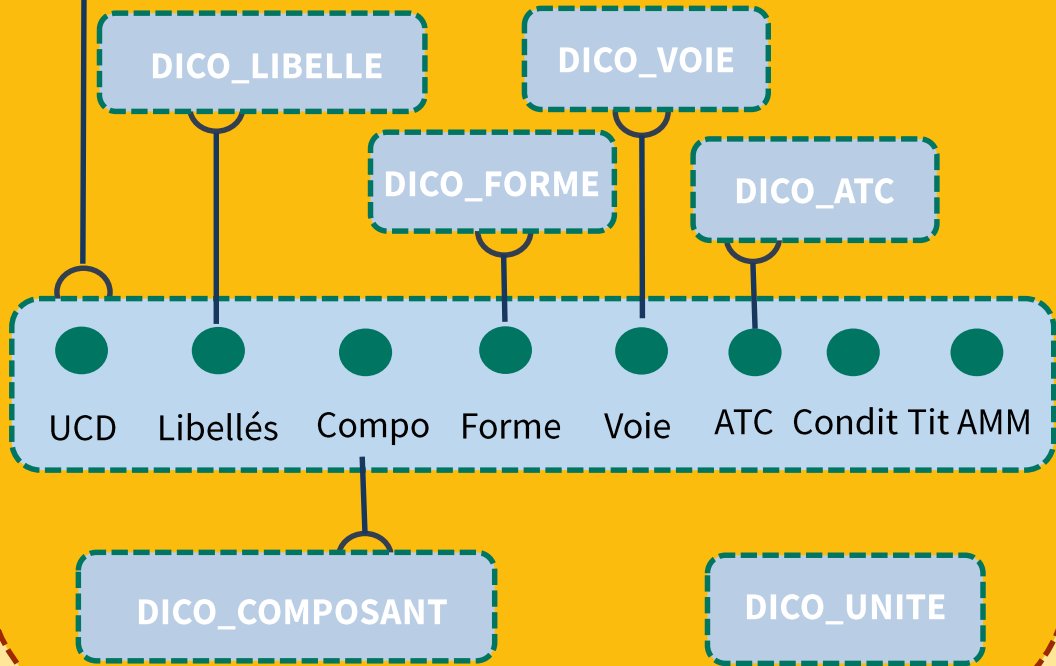 DICO_LIBELLE
DICO_VOIE
DICO_FORME
DICO_ATC
UCD Libellés Compo Forme Voie ATC Condit Tit AMM
DICO_COMPOSANT
DICO_UNITE